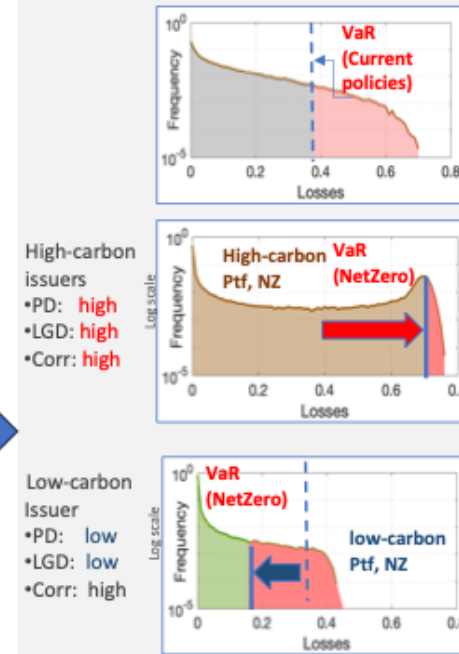 10⁰
VaR
(Current
policies)
Frequency
10⁻⁵
0 0.2 0.4 0.6 0.8
Losses
High-carbon
issuers
•PD: high
•LGD: high
•Corr: high
Log scale
10⁰
High-carbon
Ptf, NZ
VaR
(NetZero)
Frequency
10⁻⁵
0 0.2 0.4 0.6
Losses
Low-carbon
Issuer
•PD: low
•LGD: low
•Corr: high
Log scale
10⁰
VaR
(NetZero)
low-carbon
Ptf, NZ
Frequency
10⁻⁵
0 0.2 0.4 0.6 0.8
Losses